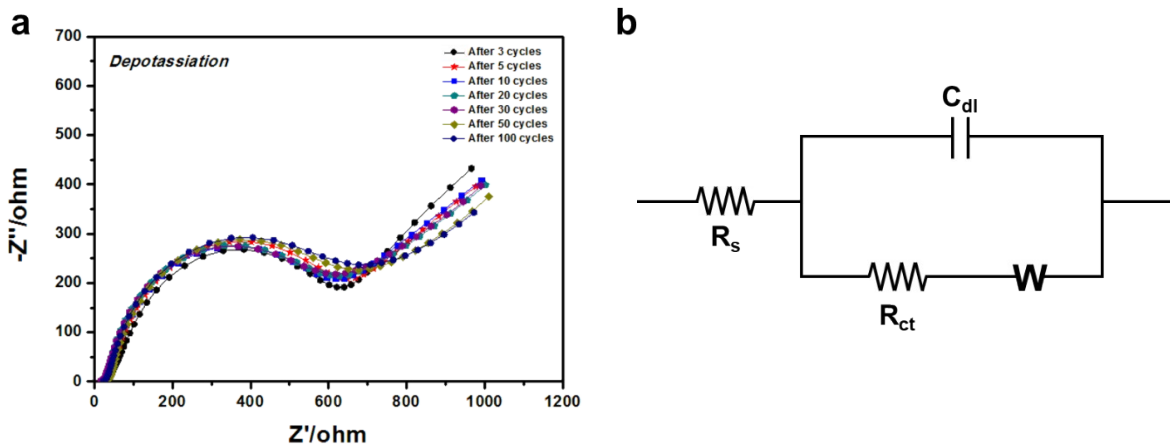 a
Depotassiation
After 3 cycles
After 5 cycles
After 10 cycles
After 20 cycles
After 30 cycles
After 50 cycles
After 100 cycles
700
600
500
400
300
200
100
0
-Z''/ohm
0 200 400 600 800 1000 1200
Z'/ohm
b
Cdl
Rs
Rct
W